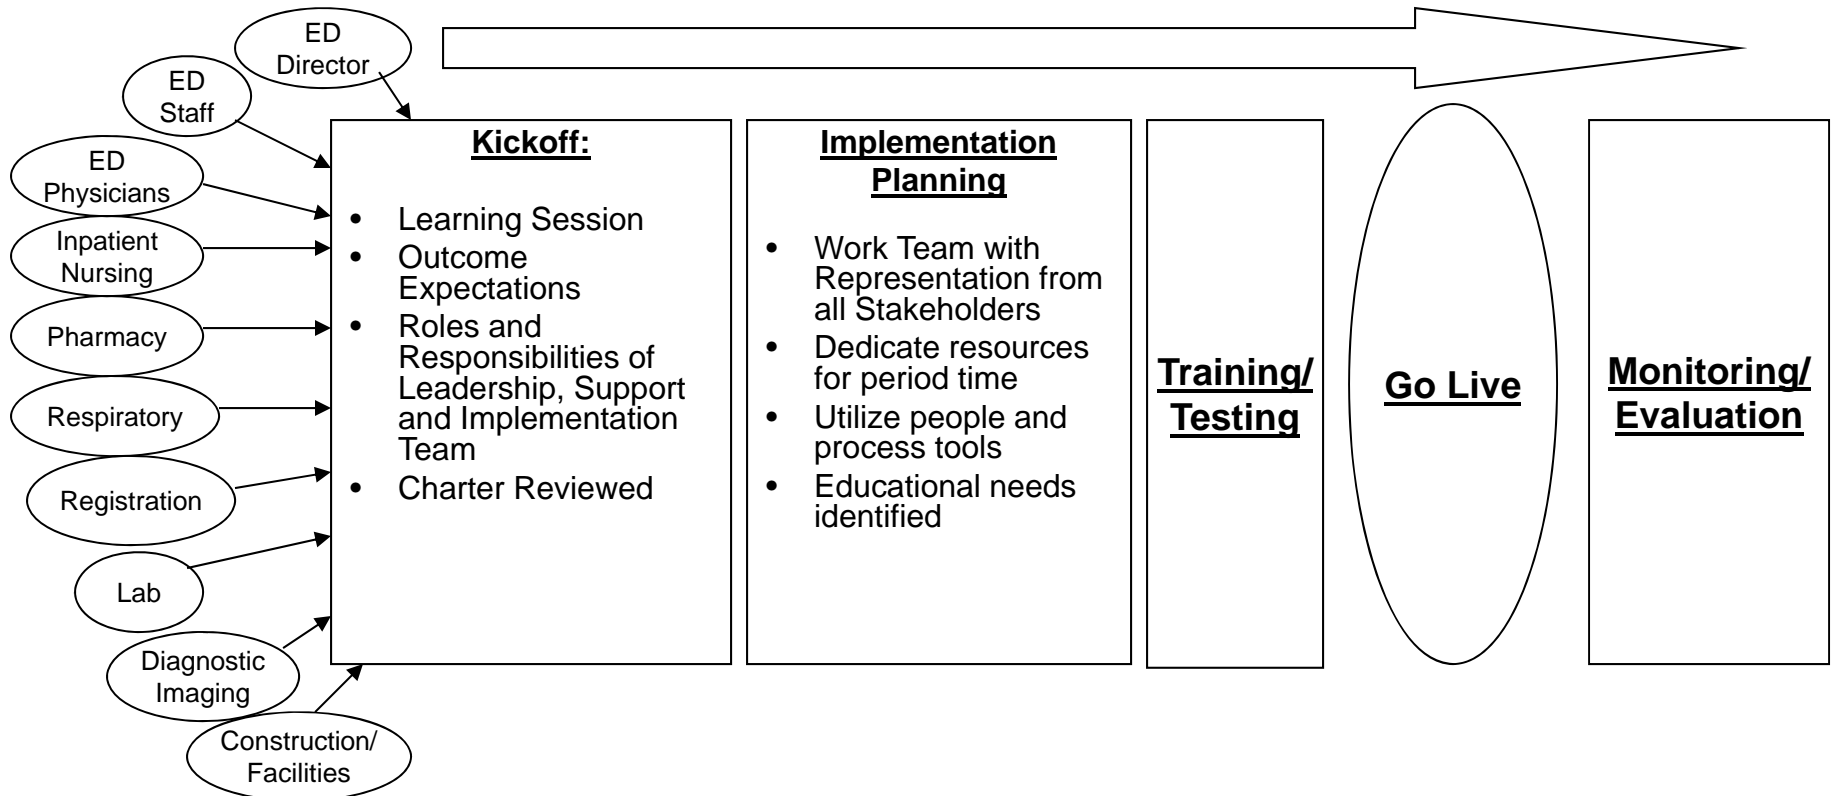 ED
Director
ED
Staff
ED
Physicians
Inpatient
Nursing
Pharmacy
Respiratory
Registration
Lab
Diagnostic
Imaging
Construction/
Facilities
Kickoff:
• Learning Session
• Outcome
Expectations
• Roles and
Responsibilities of
Leadership, Support
and Implementation
Team
• Charter Reviewed
Implementation
Planning
• Work Team with
Representation from
all Stakeholders
• Dedicate resources
for period time
• Utilize people and
process tools
• Educational needs
identified
Training/
Testing
Go Live
Monitoring/
Evaluation